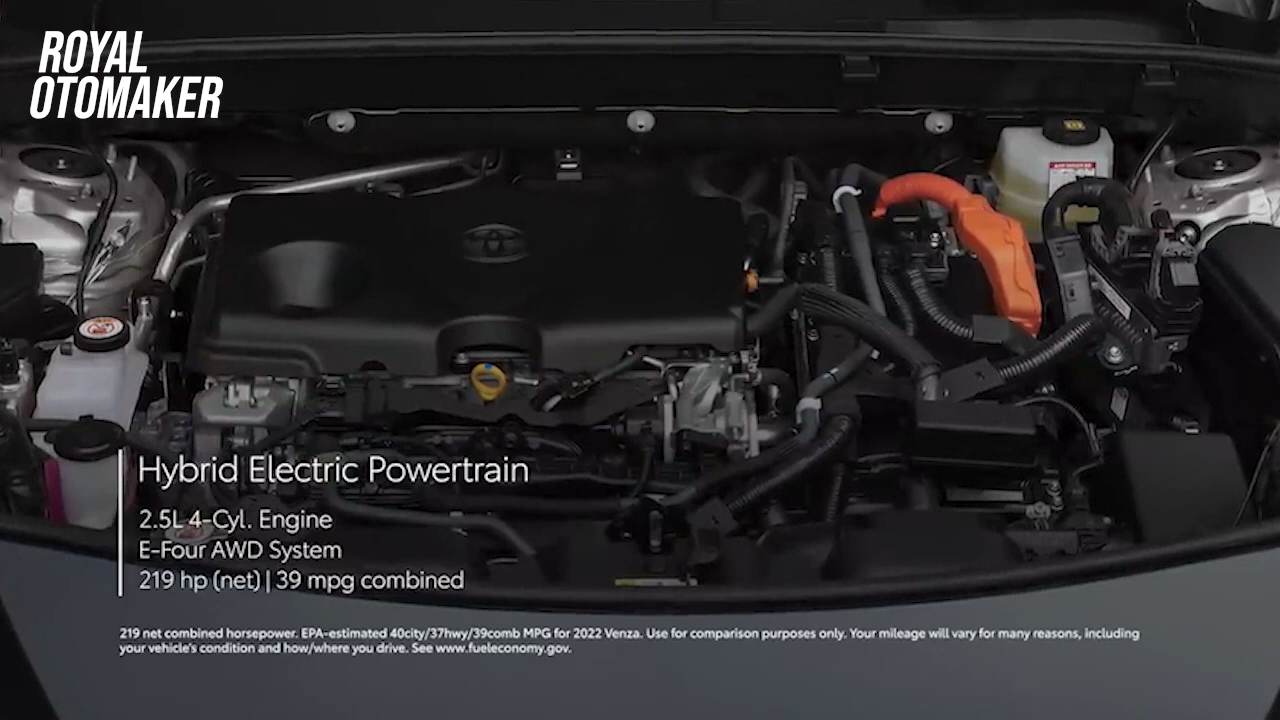 ROYAL
OTOMAKER
Hybrid Electric Powertrain
2.5L 4-Cyl. Engine
E-Four AWD System
219 hp (net) | 39 mpg combined
219 net combined horsepower. EPA-estimated 40city/37hwy/39comb MPG for 2022 Venza. Use for comparison purposes only. Your mileage will vary for many reasons, including
your vehicle's condition and how/where you drive. See www.fueleconomy.gov.